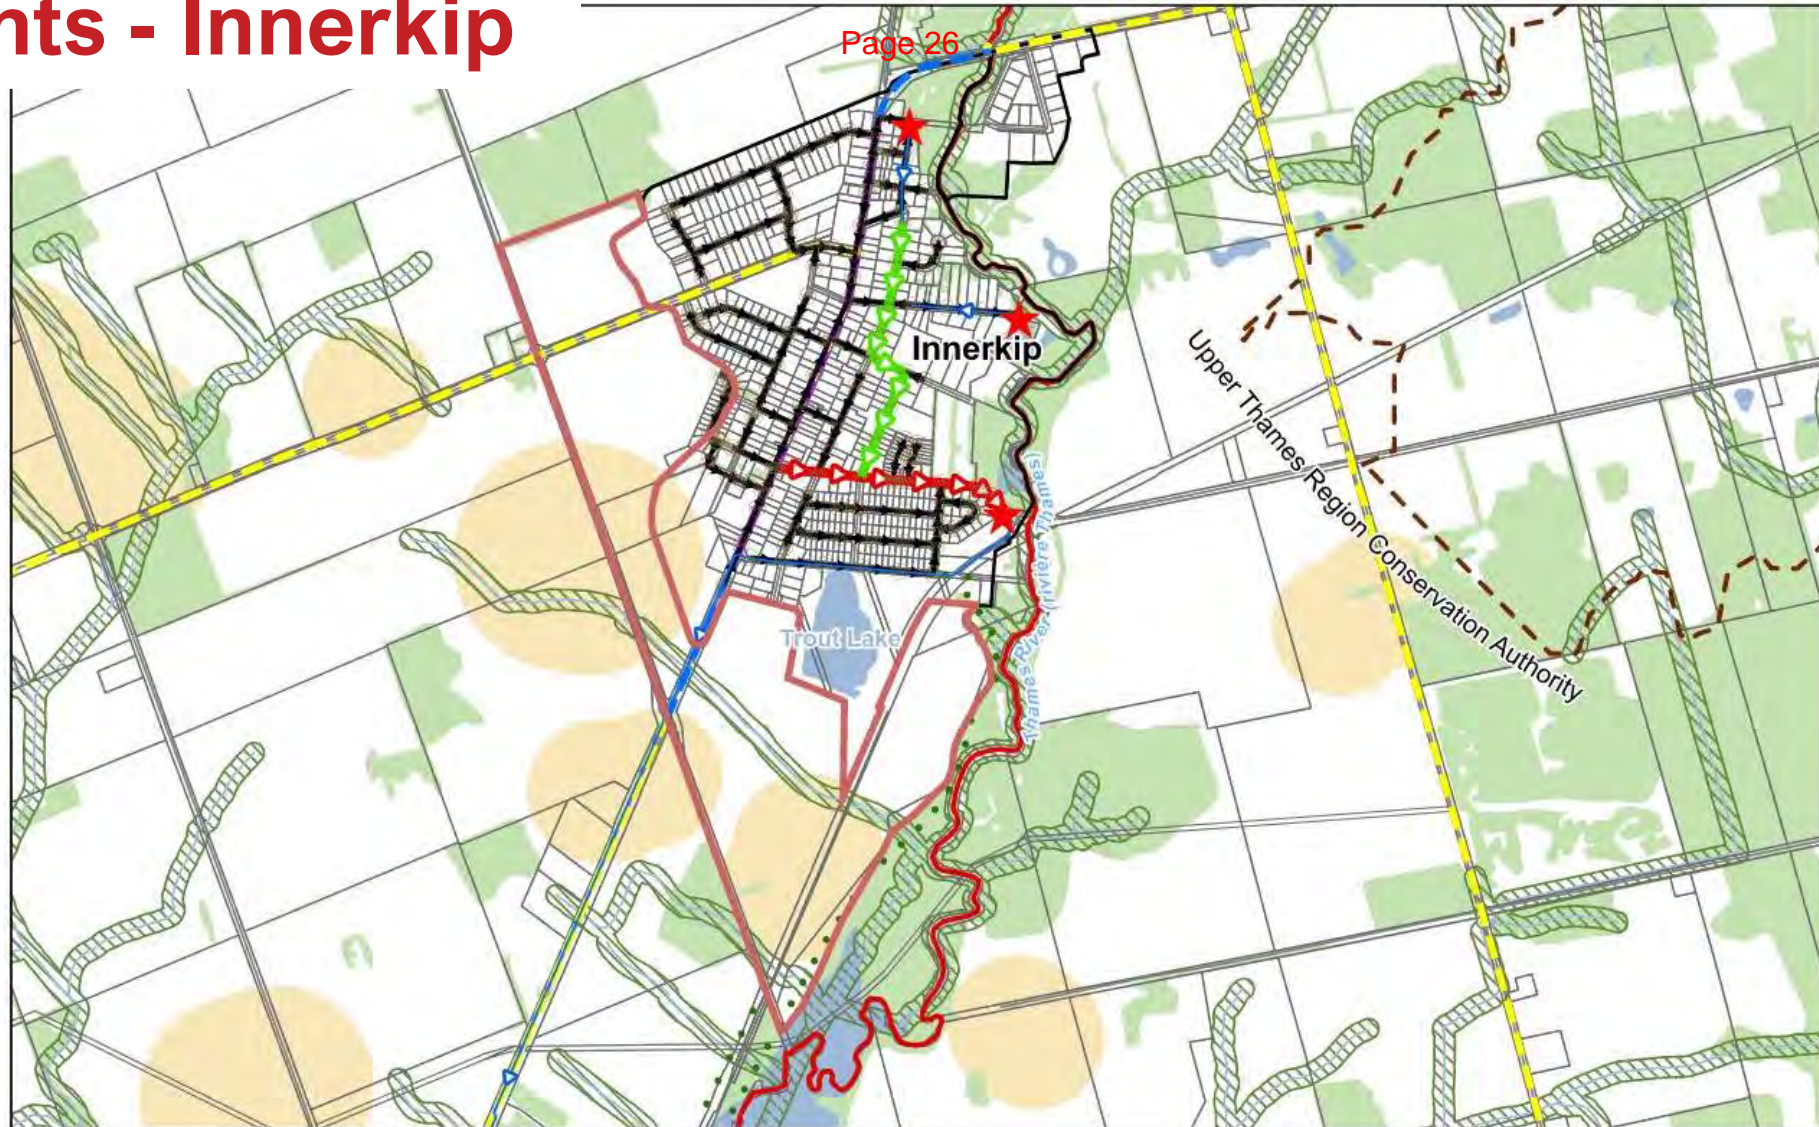 nts - Innerkip
Page 26
Innerkip
Upper Thames Region Conservation Authority
Thames River (rivière Thames)
Trout Lake